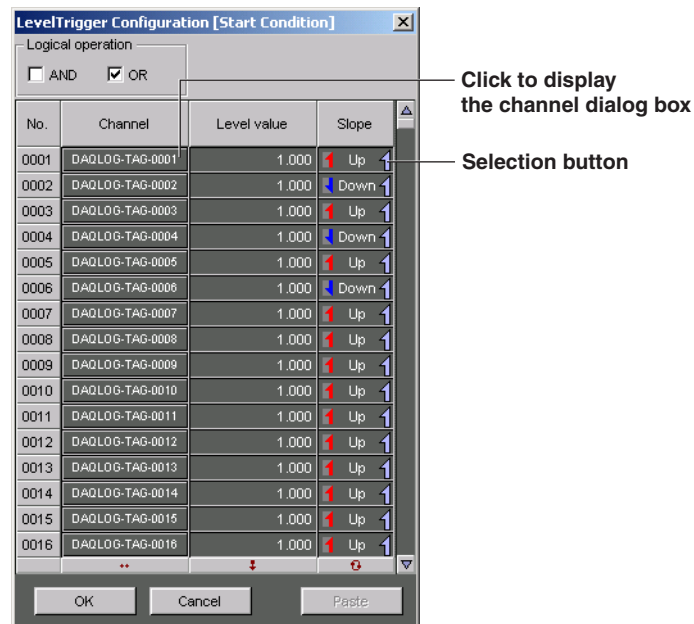 LevelTrigger Configuration [Start Condition]
Logical operation
AND OR
No. Channel Level value Slope
0001 DAQLOG-TAG-0001 1.000 Up
0002 DAQLOG-TAG-0002 1.000 Down
0003 DAQLOG-TAG-0003 1.000 Up
0004 DAQLOG-TAG-0004 1.000 Down
0005 DAQLOG-TAG-0005 1.000 Up
0006 DAQLOG-TAG-0006 1.000 Down
0007 DAQLOG-TAG-0007 1.000 Up
0008 DAQLOG-TAG-0008 1.000 Up
0009 DAQLOG-TAG-0009 1.000 Up
0010 DAQLOG-TAG-0010 1.000 Up
0011 DAQLOG-TAG-0011 1.000 Up
0012 DAQLOG-TAG-0012 1.000 Up
0013 DAQLOG-TAG-0013 1.000 Up
0014 DAQLOG-TAG-0014 1.000 Up
0015 DAQLOG-TAG-0015 1.000 Up
0016 DAQLOG-TAG-0016 1.000 Up
OK Cancel Paste
Click to display
the channel dialog box
Selection button